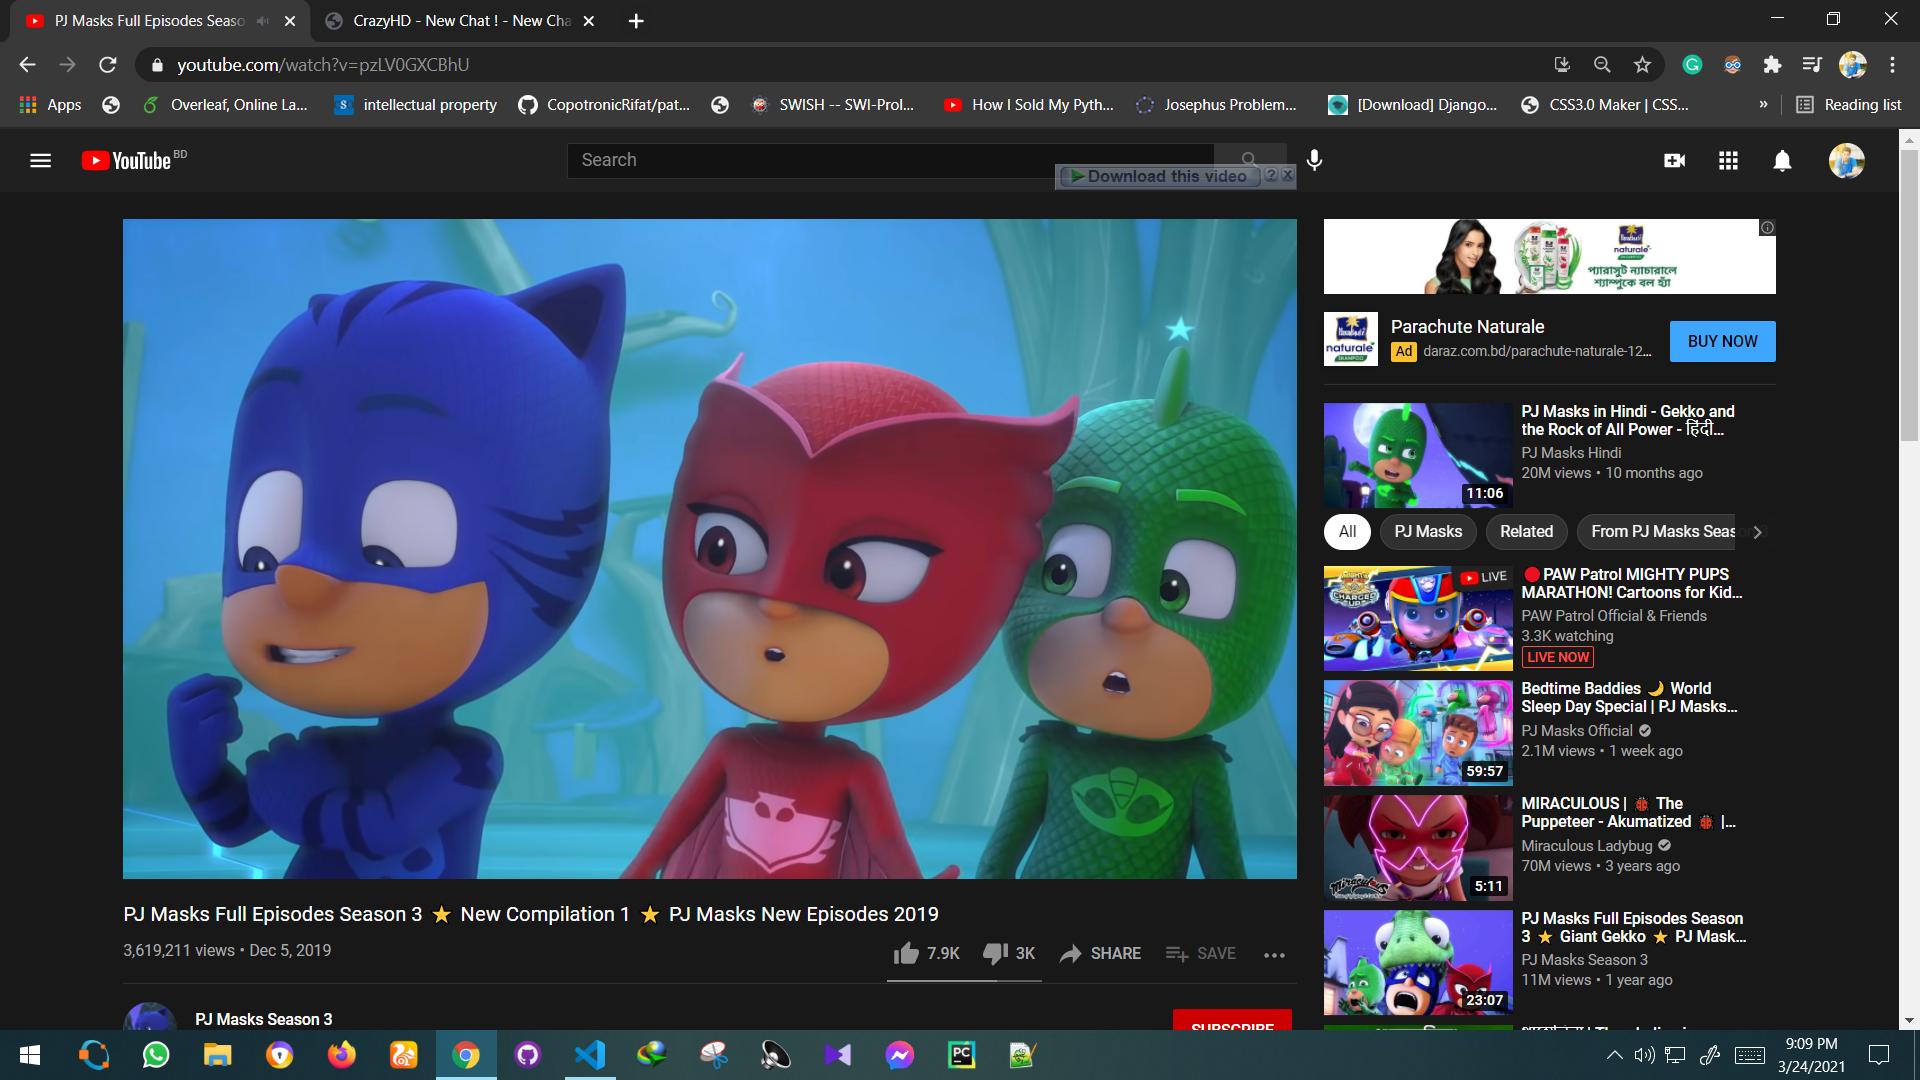 PJ Masks Full Episodes Seaso
CrazyHD - New Chat ! - New Cha
youtube.com/watch?v=pzLV0GXCBhU
Apps
Overleaf, Online La...
intellectual property
CopotronicRifat/pat...
SWISH -- SWI-Prol...
How I Sold My Pyth...
Josephus Problem...
[Download] Django...
CSS3.0 Maker | CSS...
»
Reading list
YouTube BD
Search
Download this video ? X
Parachute
naturale
প্যারাসুট ন্যাচারালে
শ্যাম্পুকে বল হ্যাঁ
naturale
SHAMPOO
Parachute Naturale
Ad daraz.com.bd/parachute-naturale-12...
BUY NOW
PJ Masks in Hindi - Gekko and
the Rock of All Power - हिंदी...
PJ Masks Hindi
20M views • 10 months ago
11:06
All
PJ Masks
Related
From PJ Masks Seaso
LIVE
CHARGED UP
🔴PAW Patrol MIGHTY PUPS
MARATHON! Cartoons for Kid...
PAW Patrol Official & Friends
3.3K watching
LIVE NOW
Bedtime Baddies 🌙 World
Sleep Day Special | PJ Masks...
PJ Masks Official
2.1M views • 1 week ago
59:57
MIRACULOUS | 🐞 The
Puppeteer - Akumatized 🐞 |...
Miraculous Ladybug
70M views • 3 years ago
Miraculous
5:11
PJ Masks Full Episodes Season
3 ⭐ Giant Gekko ⭐ PJ Mask...
PJ Masks Season 3
11M views • 1 year ago
23:07
PJ Masks Full Episodes Season 3 ⭐ New Compilation 1 ⭐ PJ Masks New Episodes 2019
3,619,211 views • Dec 5, 2019
7.9K
3K
SHARE
SAVE
PJ Masks Season 3
SUBSCRIBE
PC
9:09 PM
3/24/2021